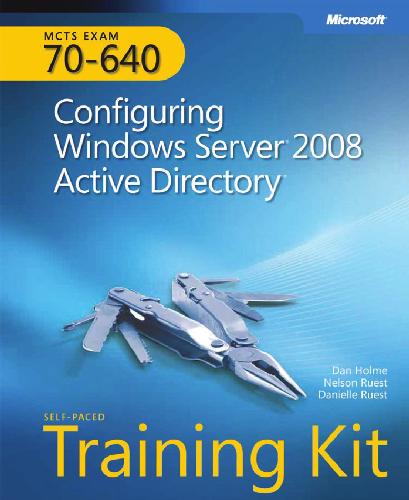 MCTS EXAM
70-640
Microsoft®
Configuring
Windows Server® 2008
Active Directory®
Dan Holme
Nelson Ruest
Danielle Ruest
SELF-PACED
Training Kit